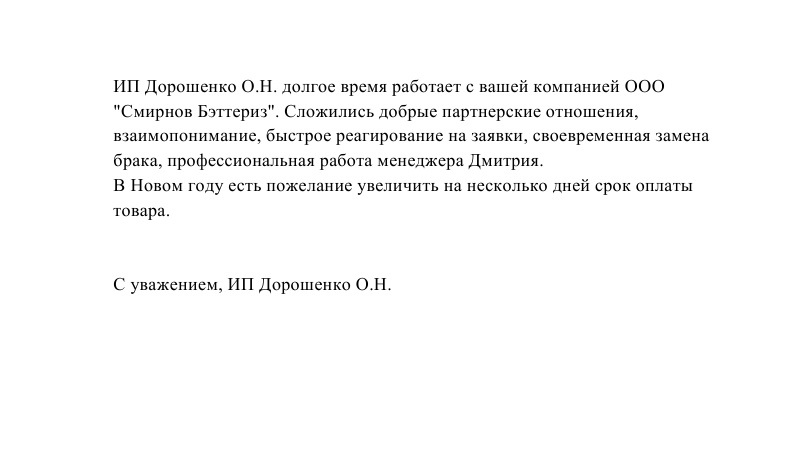 ИП Дорошенко О.Н. долгое время работает с вашей компанией ООО
"Смирнов Бэттериз". Сложились добрые партнерские отношения,
взаимопонимание, быстрое реагирование на заявки, своевременная замена
брака, профессиональная работа менеджера Дмитрия.
В Новом году есть пожелание увеличить на несколько дней срок оплаты
товара.
С уважением, ИП Дорошенко О.Н.